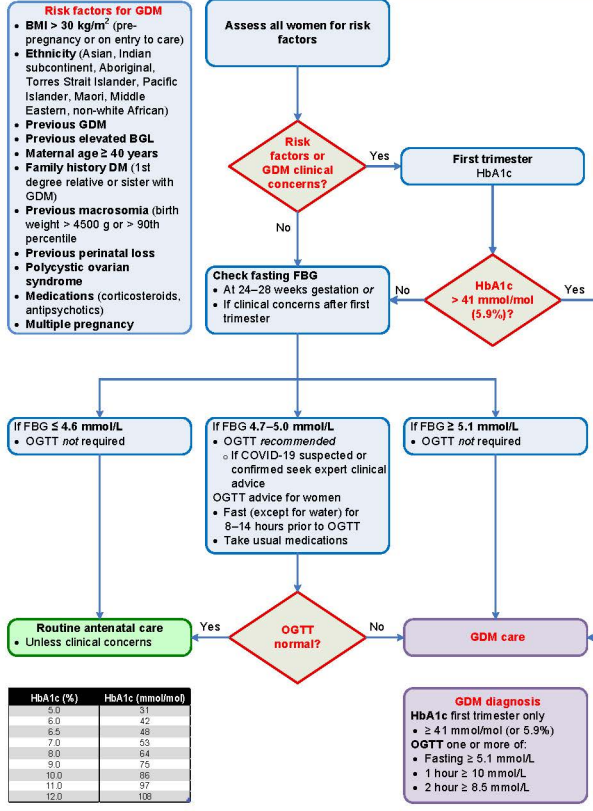 Risk factors for GDM
• BMI > 30 kg/m² (pre-
pregnancy or on entry to care)
• Ethnicity (Asian, Indian
subcontinent, Aboriginal,
Torres Strait Islander, Pacific
Islander, Maori, Middle
Eastern, non-white African)
• Previous GDM
• Previous elevated BGL
• Maternal age ≥ 40 years
• Family history DM (1st
degree relative or sister with
GDM)
• Previous macrosomia (birth
weight > 4500 g or > 90th
percentile
• Previous perinatal loss
• Polycystic ovarian
syndrome
• Medications (corticosteroids,
antipsychotics)
• Multiple pregnancy
Assess all women for risk
factors
Risk
factors or
GDM clinical
concerns?
Yes
First trimester
HbA1c
No
HbA1c
> 41 mmol/mol
(5.9%)?
No
Yes
Check fasting FBG
• At 24–28 weeks gestation or
• If clinical concerns after first
trimester
If FBG ≤ 4.6 mmol/L
• OGTT not required
If FBG 4.7–5.0 mmol/L
• OGTT recommended
o If COVID-19 suspected or
confirmed seek expert clinical
advice
OGTT advice for women
• Fast (except for water) for
8–14 hours prior to OGTT
• Take usual medications
If FBG ≥ 5.1 mmol/L
• OGTT not required
Routine antenatal care
• Unless clinical concerns
Yes
OGTT
normal?
No
GDM care
HbA1c (%) HbA1c (mmol/mol)
5.0 31
6.0 42
6.5 48
7.0 53
8.0 64
9.0 75
10.0 86
11.0 97
12.0 108
GDM diagnosis
HbA1c first trimester only
• ≥ 41 mmol/mol (or 5.9%)
OGTT one or more of:
• Fasting ≥ 5.1 mmol/L
• 1 hour ≥ 10 mmol/L
• 2 hour ≥ 8.5 mmol/L